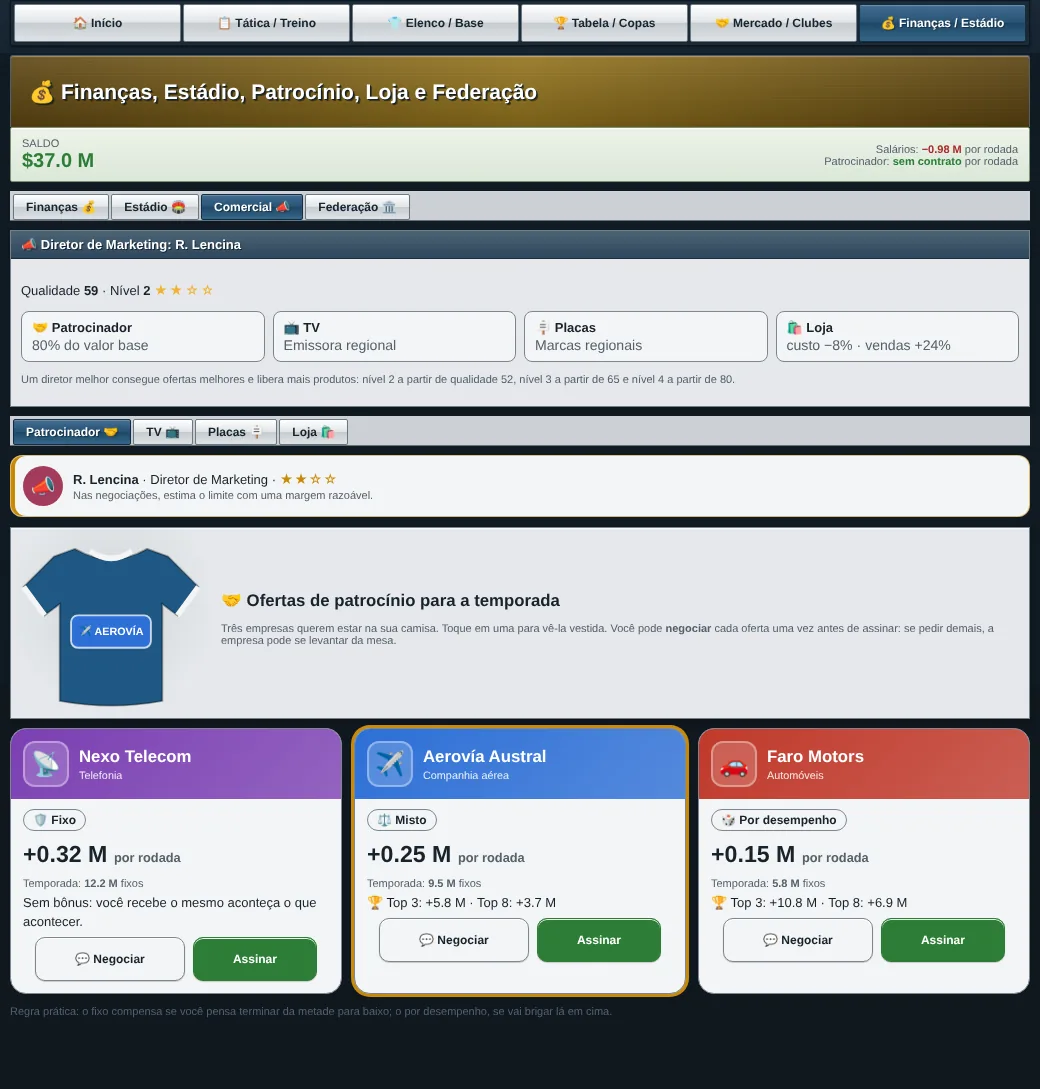 🏠 Início
📋 Tática / Treino
👕 Elenco / Base
🏆 Tabela / Copas
🤝 Mercado / Clubes
💰 Finanças / Estádio
💰 Finanças, Estádio, Patrocínio, Loja e Federação
SALDO
$37.0 M
Salários: −0.98 M por rodada
Patrocinador: sem contrato por rodada
Finanças 💰
Estádio 🏟️
Comercial 📣
Federação 🏛️
📣 Diretor de Marketing: R. Lencina
Qualidade 59 · Nível 2 ★★☆☆
🤝 Patrocinador
80% do valor base
📺 TV
Emissora regional
🪧 Placas
Marcas regionais
🛍️ Loja
custo −8% · vendas +24%
Um diretor melhor consegue ofertas melhores e libera mais produtos: nível 2 a partir de qualidade 52, nível 3 a partir de 65 e nível 4 a partir de 80.
Patrocinador 🤝
TV 📺
Placas 🪧
Loja 🛍️
R. Lencina · Diretor de Marketing · ★★☆☆
Nas negociações, estima o limite com uma margem razoável.
✈️ AEROVÍA
🤝 Ofertas de patrocínio para a temporada
Três empresas querem estar na sua camisa. Toque em uma para vê-la vestida. Você pode negociar cada oferta uma vez antes de assinar: se pedir demais, a
empresa pode se levantar da mesa.
Nexo Telecom
Telefonia
🛡️ Fixo
+0.32 M por rodada
Temporada: 12.2 M fixos
Sem bônus: você recebe o mesmo aconteça o que
acontecer.
💬 Negociar
Assinar
Aerovía Austral
Companhia aérea
⚖️ Misto
+0.25 M por rodada
Temporada: 9.5 M fixos
🏆 Top 3: +5.8 M · Top 8: +3.7 M
💬 Negociar
Assinar
Faro Motors
Automóveis
🎲 Por desempenho
+0.15 M por rodada
Temporada: 5.8 M fixos
🏆 Top 3: +10.8 M · Top 8: +6.9 M
💬 Negociar
Assinar
Regra prática: o fixo compensa se você pensa terminar da metade para baixo; o por desempenho, se vai brigar lá em cima.